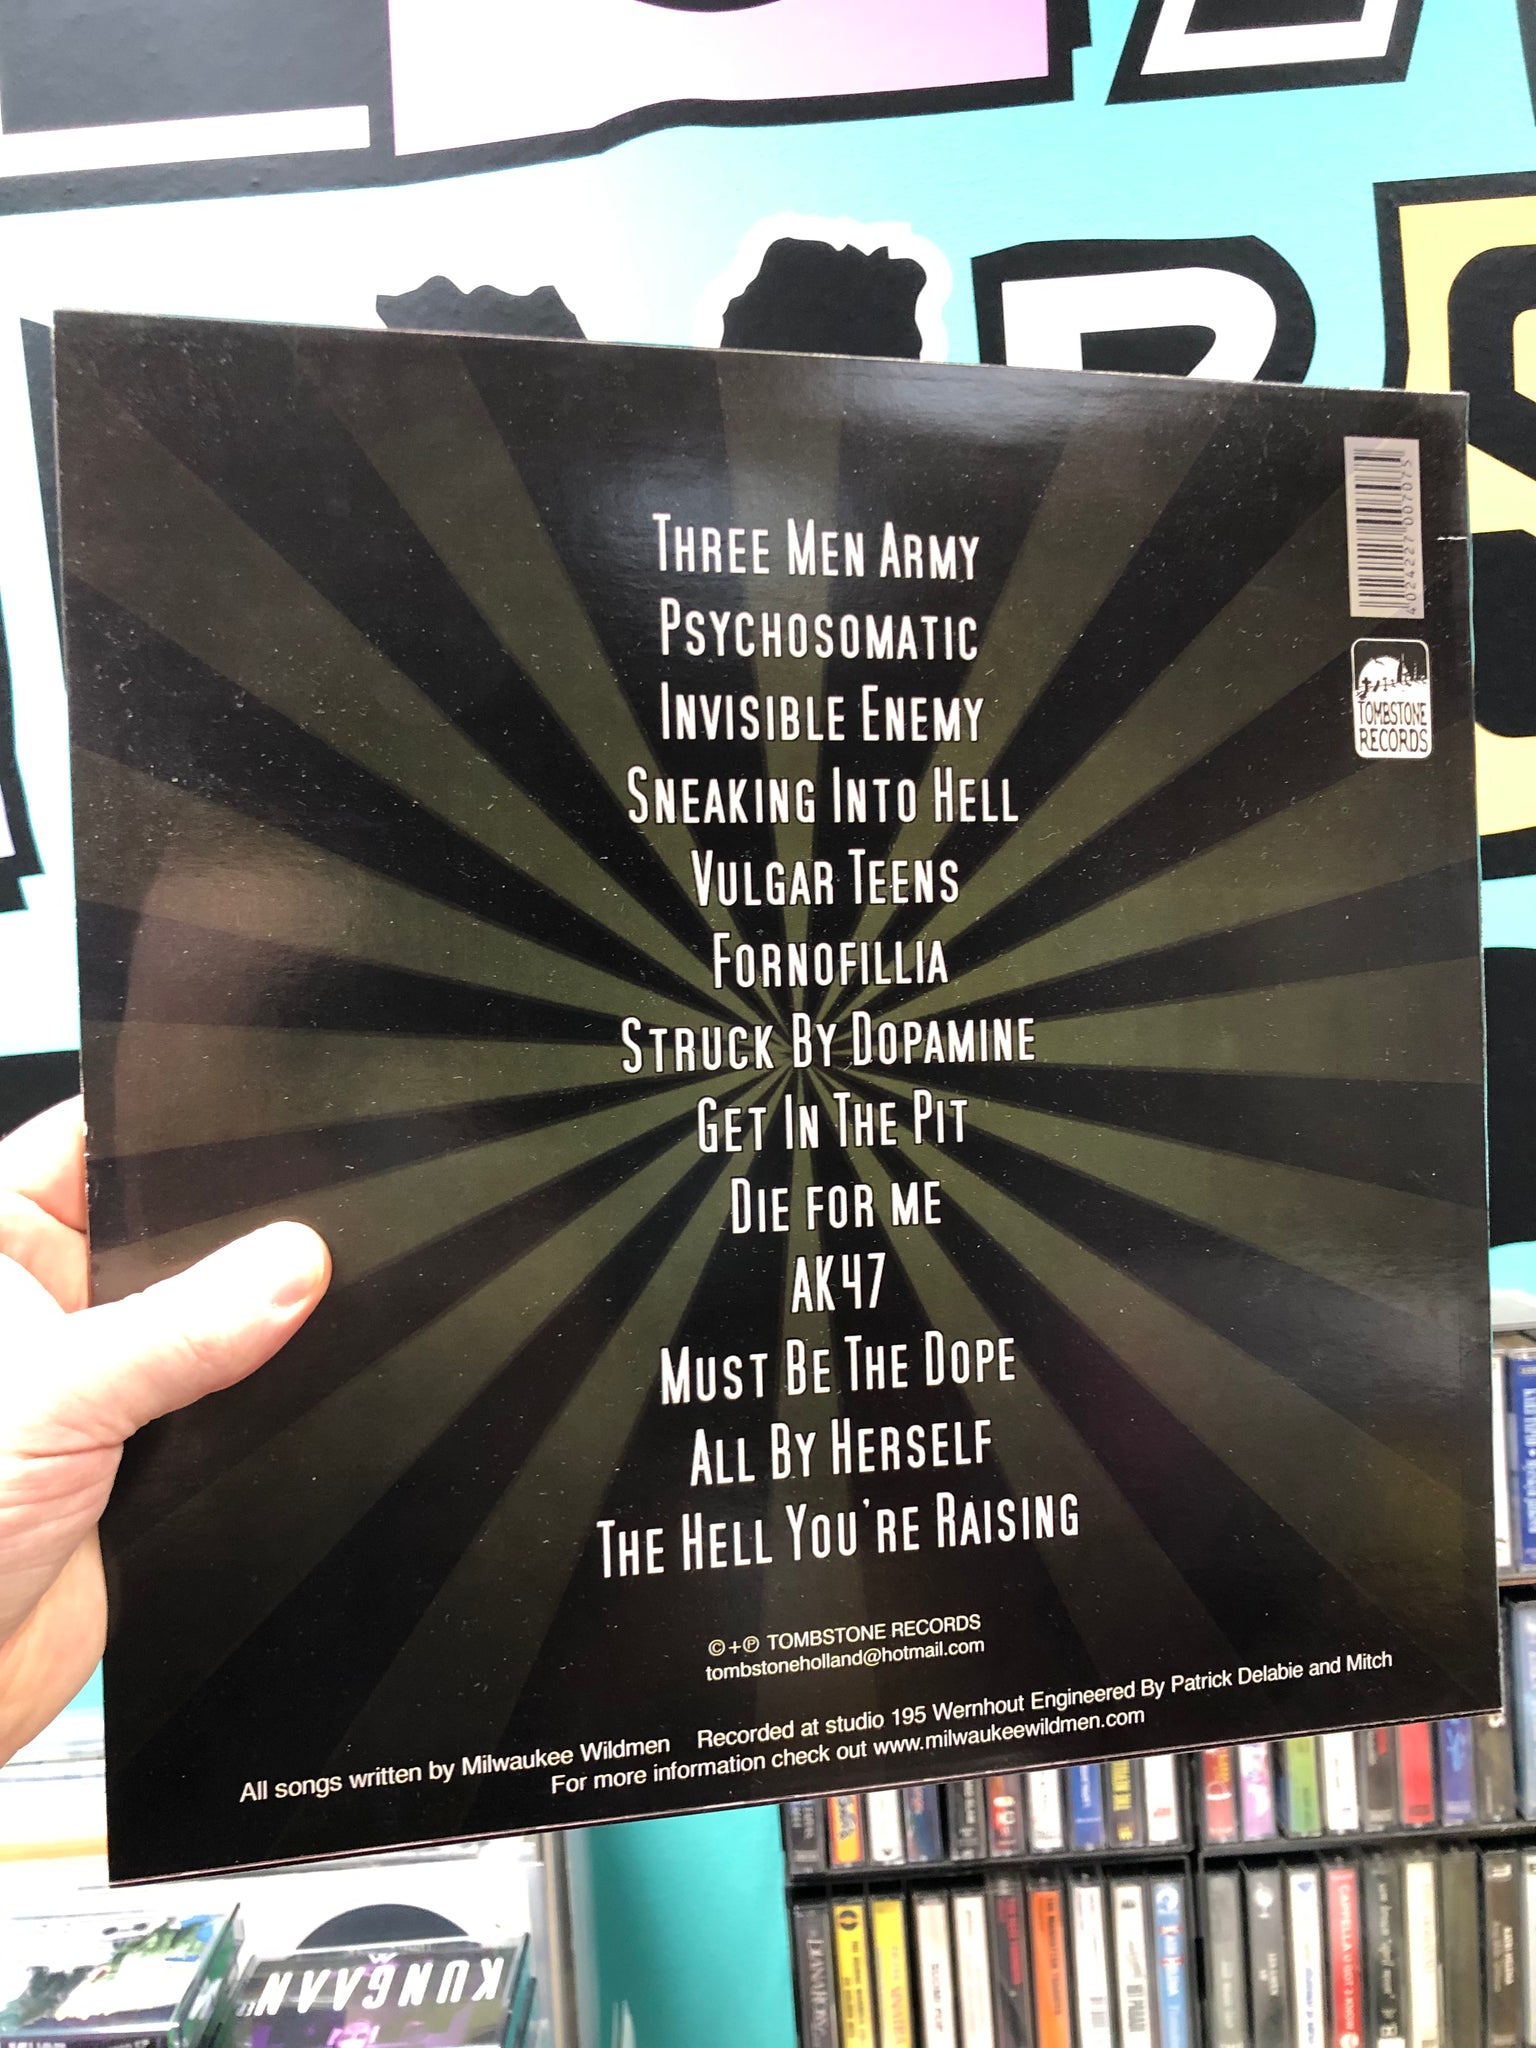 THREE MEN ARMY
PSYCHOSOMATIC
INVISIBLE ENEMY
SNEAKING INTO HELL
VULGAR TEENS
FORNOFILLIA
STRUCK BY DOPAMINE
GET IN THE PIT
DIE FOR ME
AK47
MUST BE THE DOPE
ALL BY HERSELF
THE HELL YOU'RE RAISING
©+℗ TOMBSTONE RECORDS
tombstoneholland@hotmail.com
All songs written by Milwaukee Wildmen Recorded at studio 195 Wernhout Engineered By Patrick Delabie and Mitch
For more information check out www.milwaukeewildmen.com
4024227007075
TOMBSTONE
RECORDS
KUNGAAN